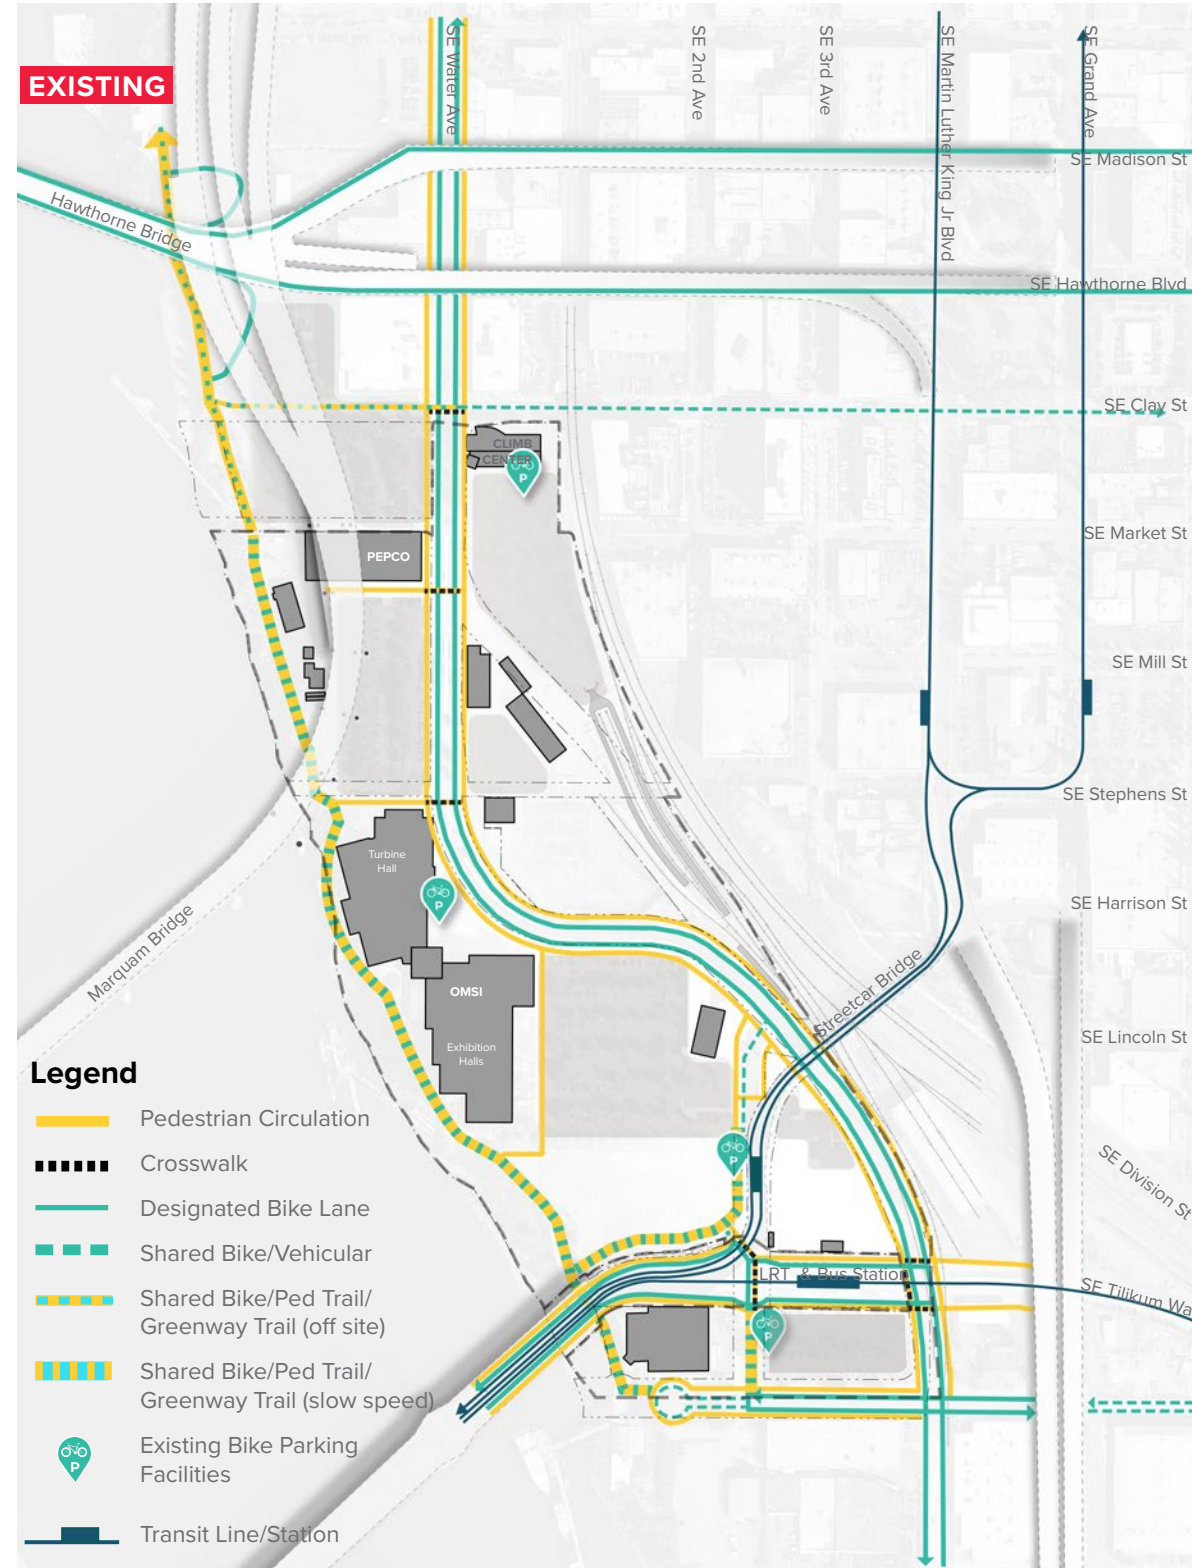 EXISTING
SE Water Ave
SE 2nd Ave
SE 3rd Ave
SE Martin Luther King Jr Blvd
SE Grand Ave
SE Madison St
Hawthorne Bridge
SE Hawthorne Blvd
SE Clay St
CLIMB
CENTER
P
SE Market St
PEPCO
SE Mill St
SE Stephens St
Turbine
Hall
P
SE Harrison St
Marquam Bridge
Streetcar Bridge
OMSI
Exhibition
Halls
SE Lincoln St
P
SE Division St
LRT & Bus Station
SE Tilikum Wa
P
Legend
Pedestrian Circulation
Crosswalk
Designated Bike Lane
Shared Bike/Vehicular
Shared Bike/Ped Trail/
Greenway Trail (off site)
Shared Bike/Ped Trail/
Greenway Trail (slow speed)
P
Existing Bike Parking
Facilities
Transit Line/Station